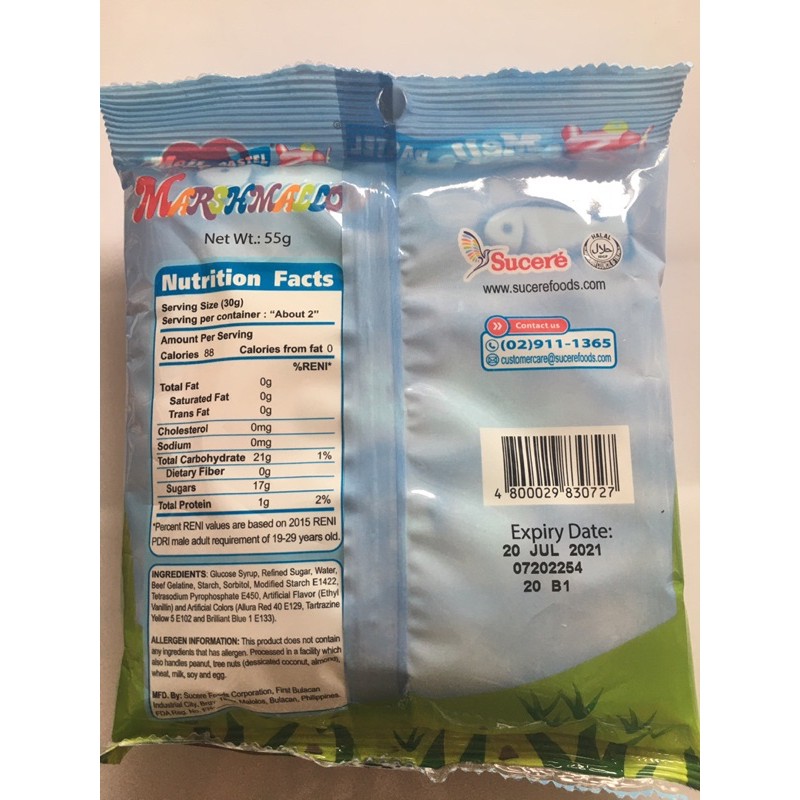 PASTEL
MARSHMALLO
Net Wt.: 55g
Nutrition Facts
Serving Size (30g)
Serving per container : "About 2"
Amount Per Serving
Calories 88 Calories from fat 0
%RENI*
Total Fat 0g
Saturated Fat 0g
Trans Fat 0g
Cholesterol 0mg
Sodium 0mg
Total Carbohydrate 21g 1%
Dietary Fiber 0g
Sugars 17g
Total Protein 1g 2%
*Percent RENI values are based on 2015 RENI
PDRI male adult requirement of 19-29 years old.
INGREDIENTS: Glucose Syrup, Refined Sugar, Water,
Beef Gelatine, Starch, Sorbitol, Modified Starch E1422,
Tetrasodium Pyrophosphate E450, Artificial Flavor (Ethyl
Vanillin) and Artificial Colors (Allura Red 40 E129, Tartrazine
Yellow 5 E102 and Brilliant Blue 1 E133).
ALLERGEN INFORMATION: This product does not contain
any ingredients that has allergen. Processed in a facility which
also handles peanut, tree nuts (dessicated coconut, almond),
wheat, milk, soy and egg.
MFD. By: Sucere Foods Corporation, First Bulacan
Industrial City, Malolos, Bulacan, Philippines.
FDA Reg. No.
Suceré
HALAL
حلال
www.sucerefoods.com
Contact us
(02)911-1365
customercare@sucerefoods.com
4 800029 830727
Expiry Date:
20 JUL 2021
07202254
20 B1